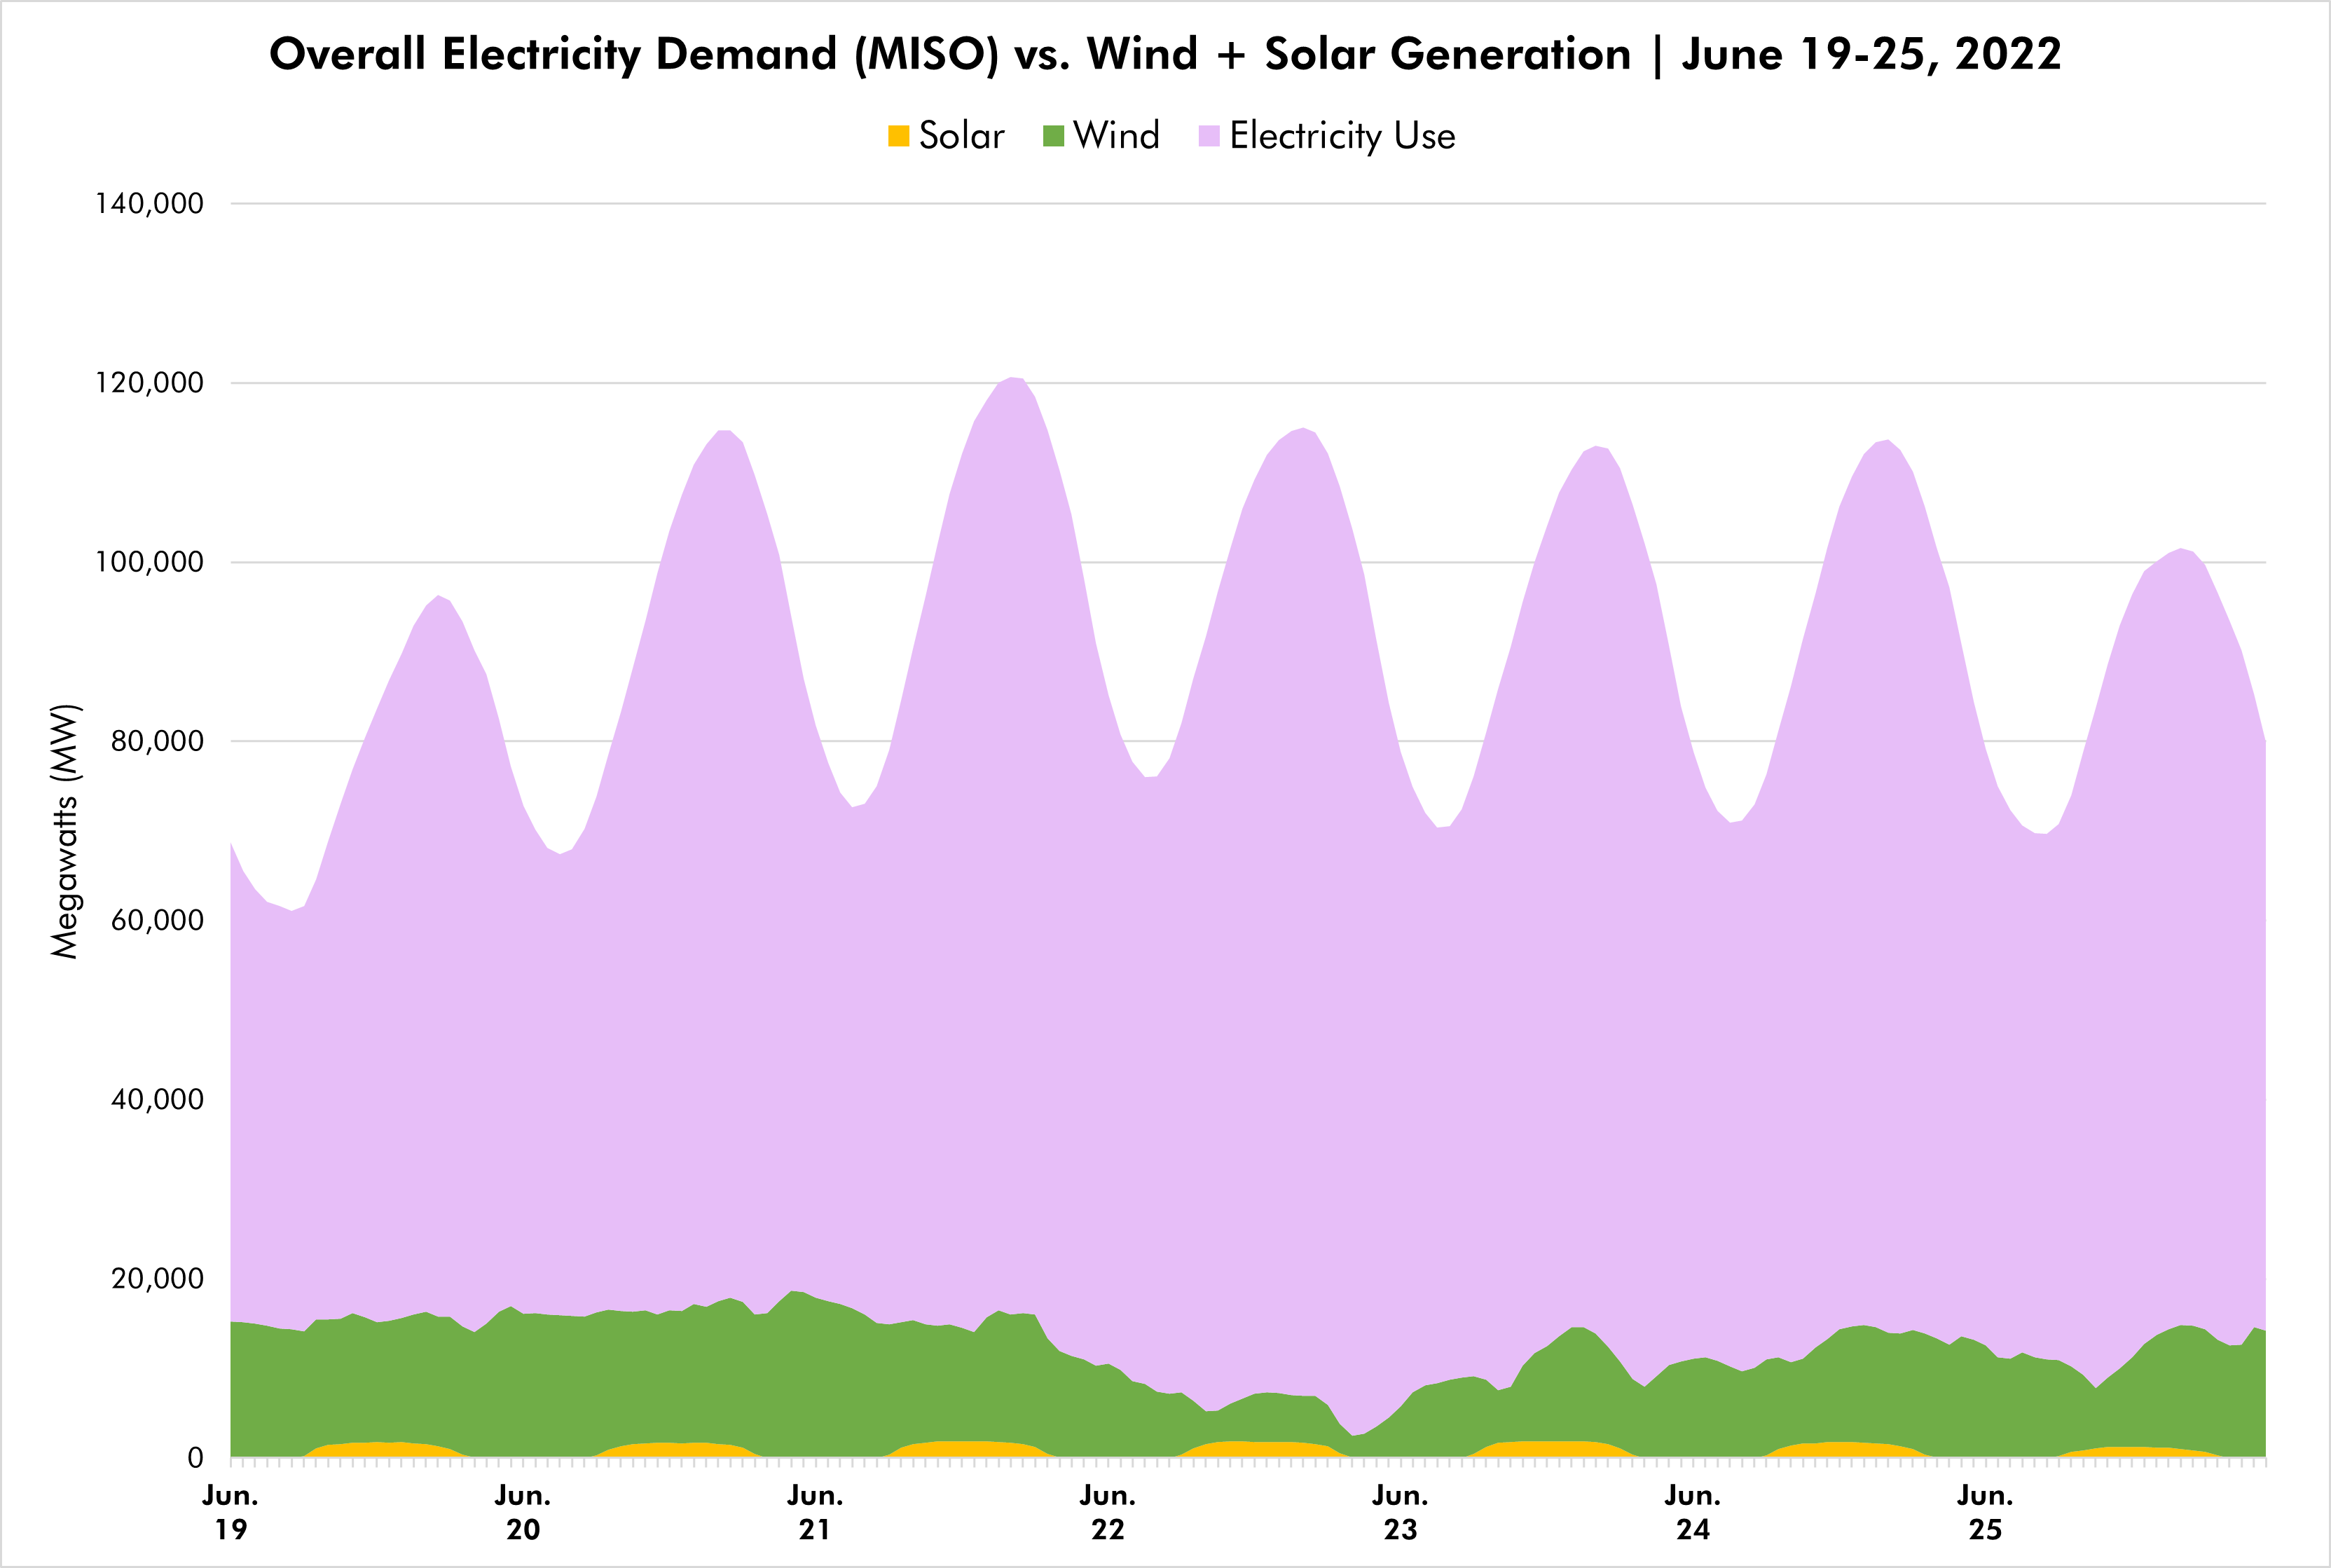 Overall Electricity Demand (MISO) vs. Wind + Solar Generation | June 19-25, 2022
Solar Wind Electricity Use
140,000
120,000
100,000
80,000
60,000
40,000
20,000
0
Megawatts (MW)
Jun. Jun. Jun. Jun. Jun. Jun. Jun.
19 20 21 22 23 24 25